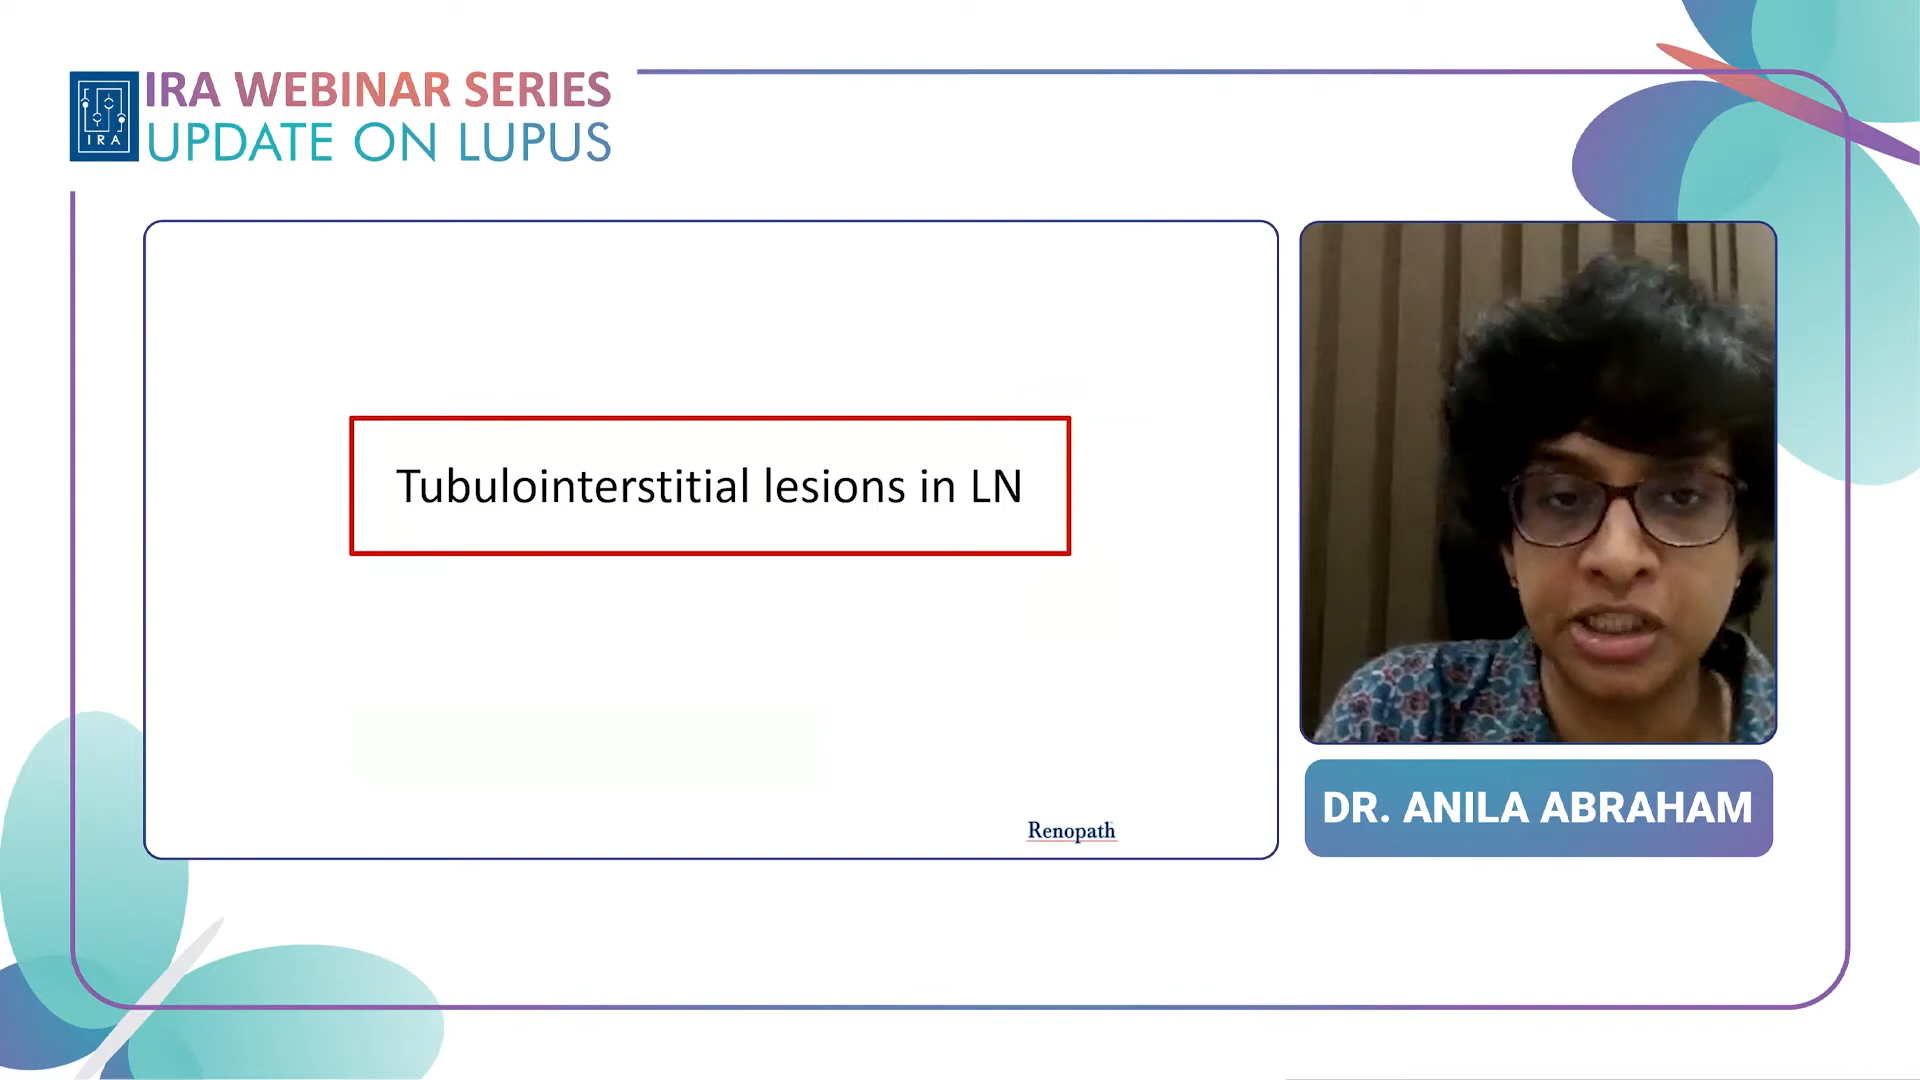 IRA WEBINAR SERIES
UPDATE ON LUPUS
IRA
Tubulointerstitial lesions in LN
Renopath
DR. ANILA ABRAHAM